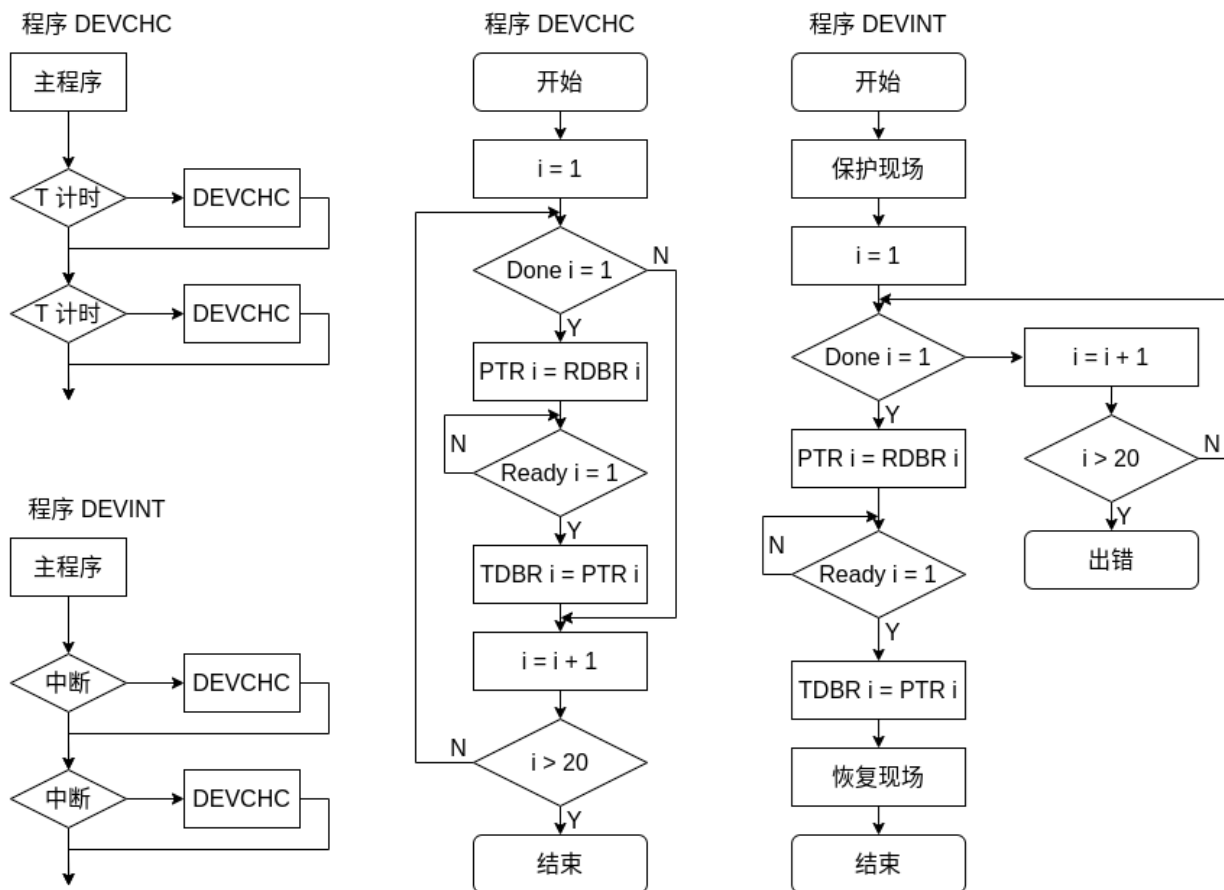 程序 DEVCHC
主程序
T 计时
DEVCHC
T 计时
DEVCHC
程序 DEVINT
主程序
中断
DEVCHC
中断
DEVCHC
程序 DEVCHC
开始
i = 1
Done i = 1
N
Y
PTR i = RDBR i
N
Ready i = 1
Y
TDBR i = PTR i
i = i + 1
N
i > 20
Y
结束
程序 DEVINT
开始
保护现场
i = 1
Done i = 1
i = i + 1
Y
PTR i = RDBR i
i > 20
N
Y
出错
N
Ready i = 1
Y
TDBR i = PTR i
恢复现场
结束